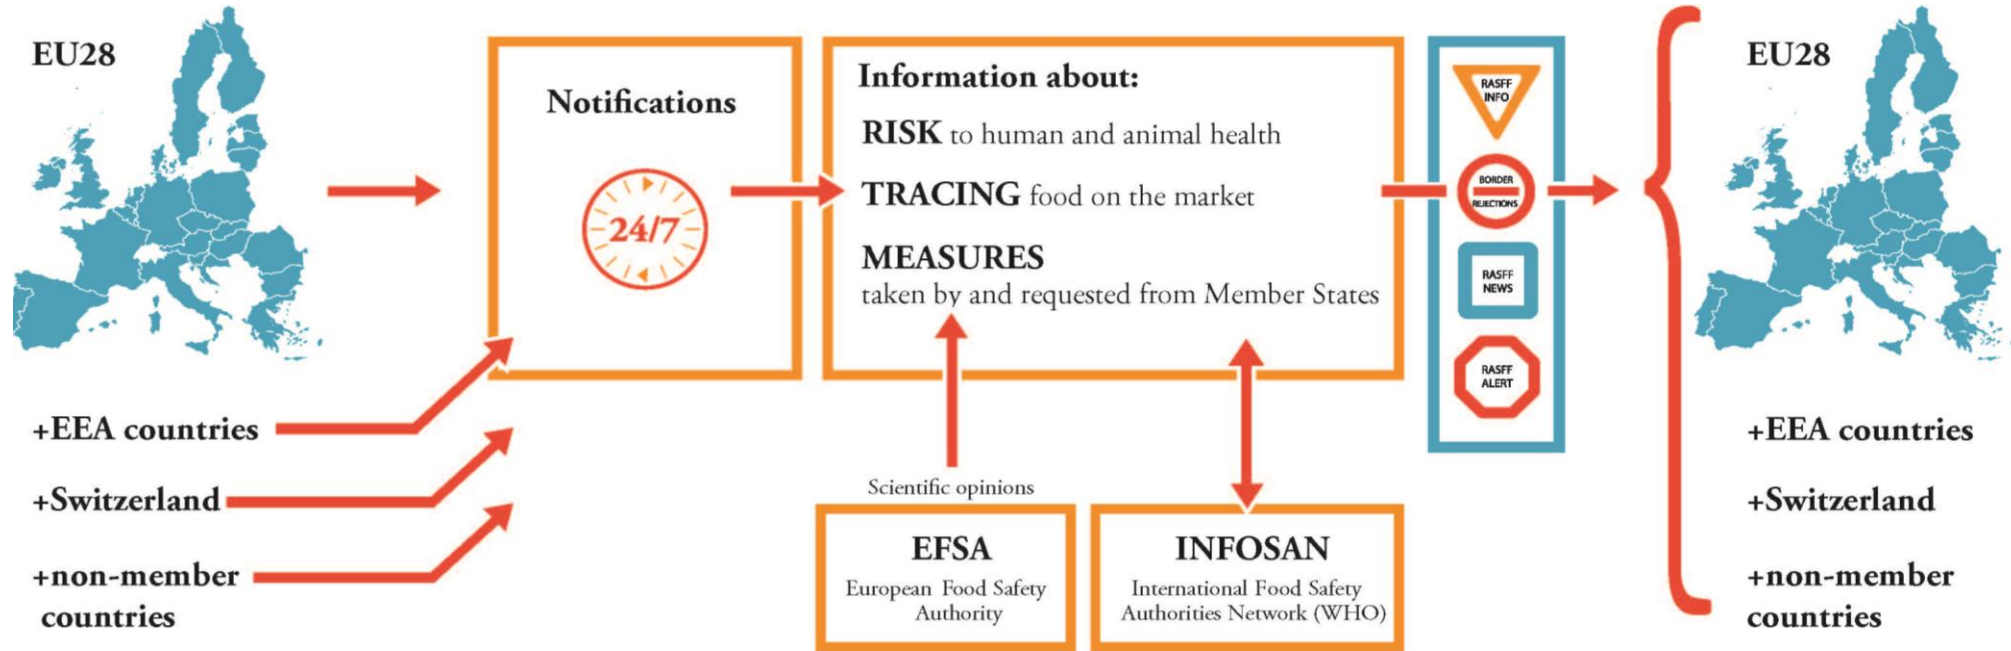 EU28
+EEA countries
+Switzerland
+non-member
countries
Notifications
24/7
Information about:
RISK to human and animal health
TRACING food on the market
MEASURES
taken by and requested from Member States
Scientific opinions
EFSA
European Food Safety
Authority
INFOSAN
International Food Safety
Authorities Network (WHO)
RASFF
INFO
BORDER
REJECTIONS
RASFF
NEWS
RASFF
ALERT
EU28
+EEA countries
+Switzerland
+non-member
countries